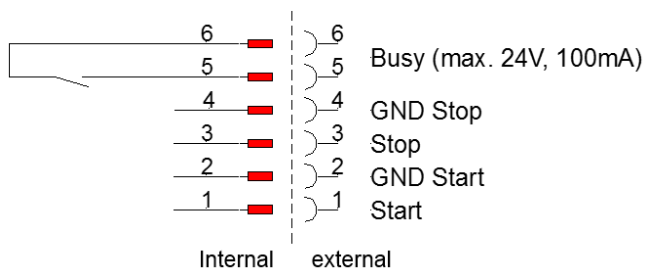 6 6
Busy (max. 24V, 100mA)
5 5
4 4 GND Stop
3 3 Stop
2 2 GND Start
1 1 Start
Internal external